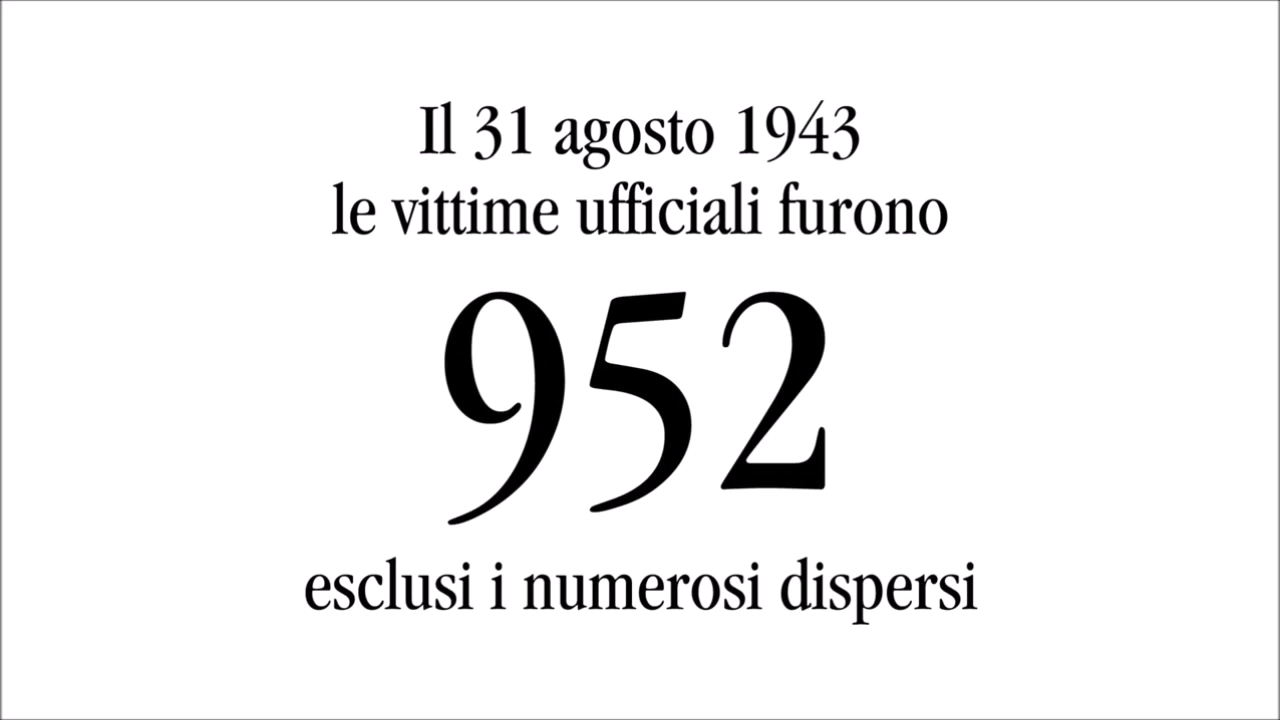 Il 31 agosto 1943
le vittime ufficiali furono
952
esclusi i numerosi dispersi